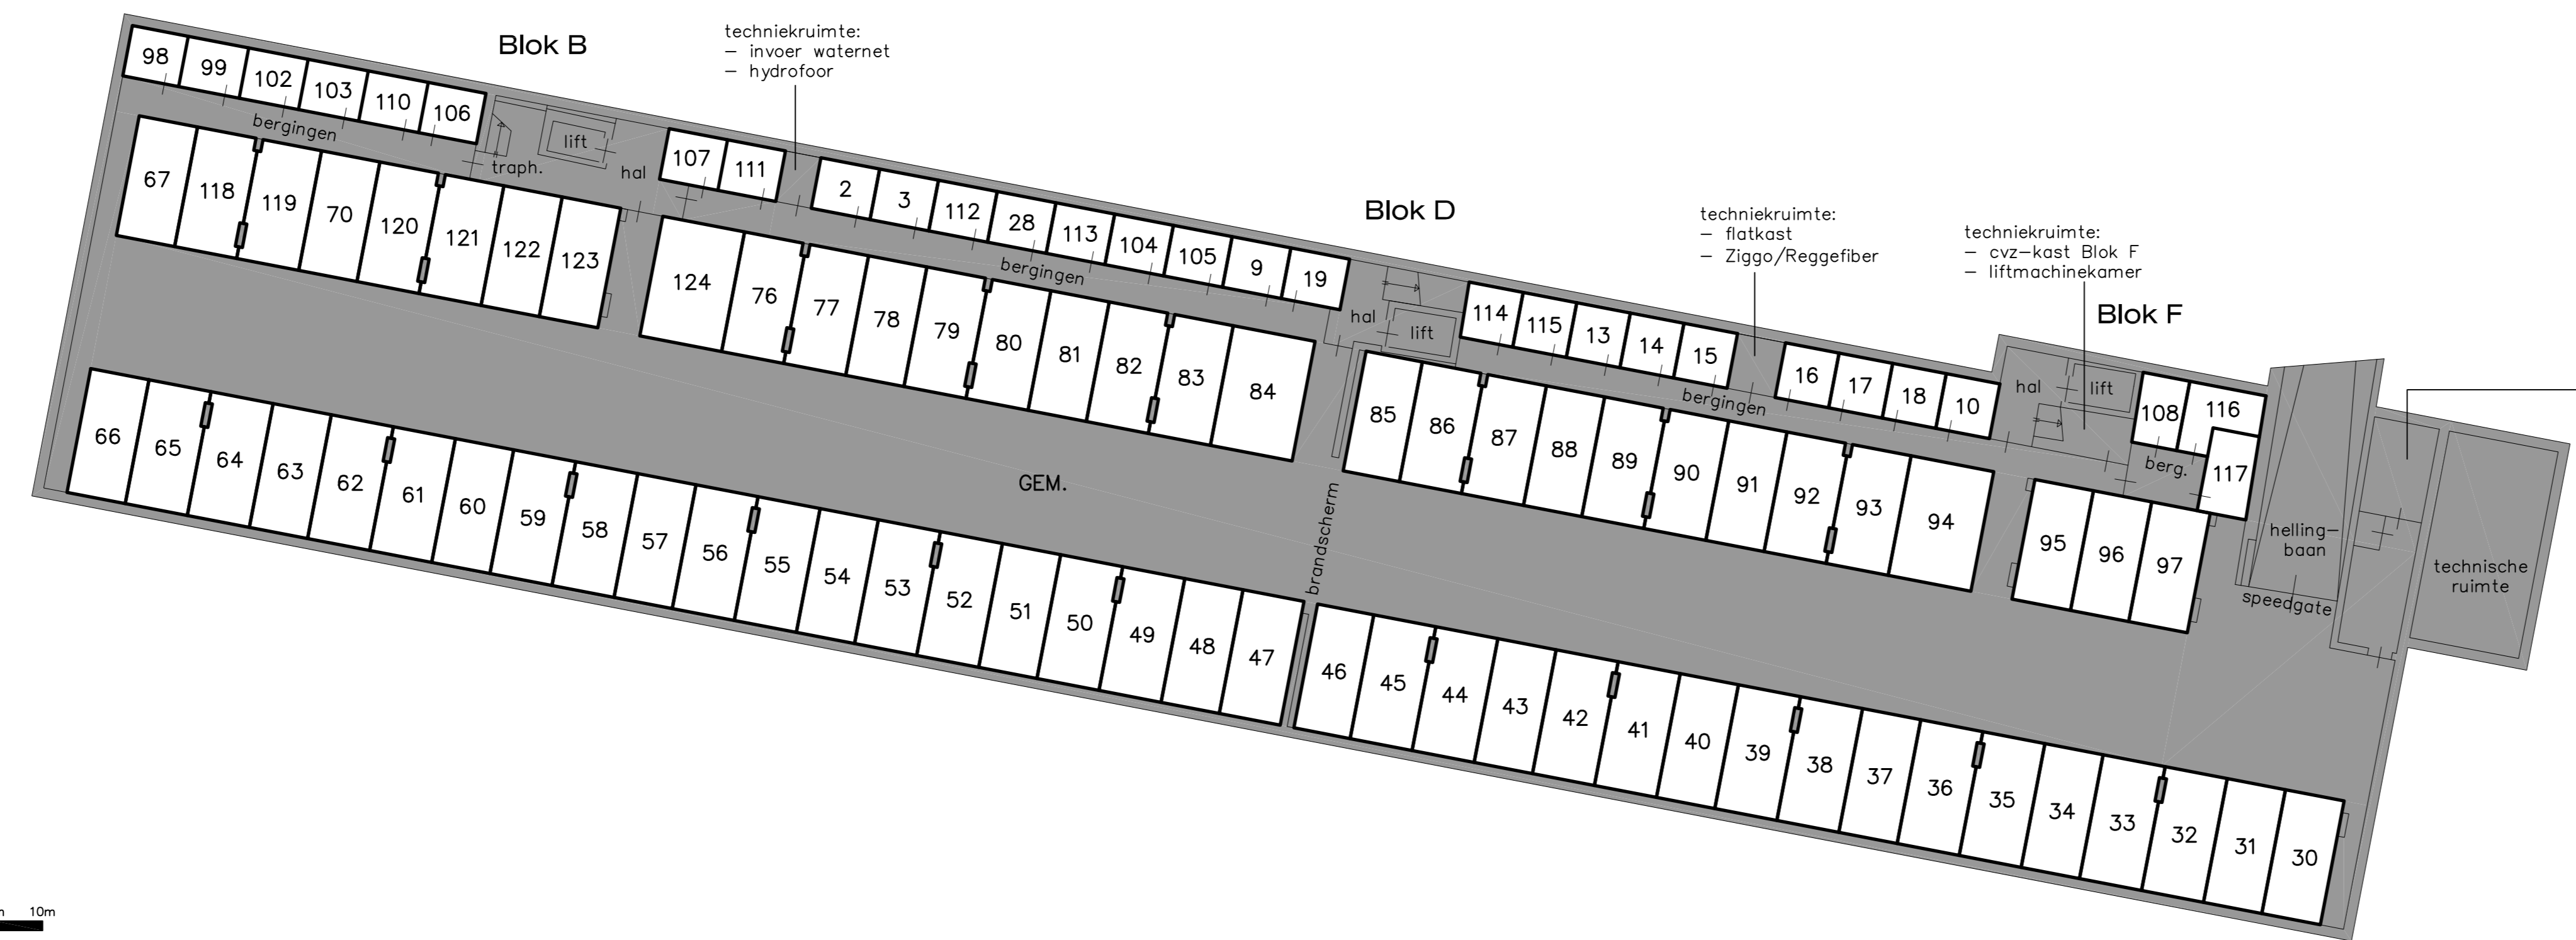 Blok B
techniekruimte:
– invoer waternet
– hydrofoor
98 99 102 103 110 106
bergingen
traph.
lift
hal
107 111
2 3 112 28 113 104 105 9 19
bergingen
67 118 119 70 120 121 122 123
124 76 77 78 79 80 81 82 83 84
Blok D
hal
lift
techniekruimte:
– flatkast
– Ziggo/Reggefiber
114 115 13 14 15
16 17 18 10
bergingen
techniekruimte:
– cvz–kast Blok F
– liftmachinekamer
Blok F
hal
lift
108 116
117
berg.
85 86 87 88 89 90 91 92 93 94
95 96 97
helling–
baan
speedgate
technische
ruimte
GEM.
brandscherm
66 65 64 63 62 61 60 59 58 57 56 55 54 53 52 51 50 49 48 47
46 45 44 43 42 41 40 39 38 37 36 35 34 33 32 31 30
10m